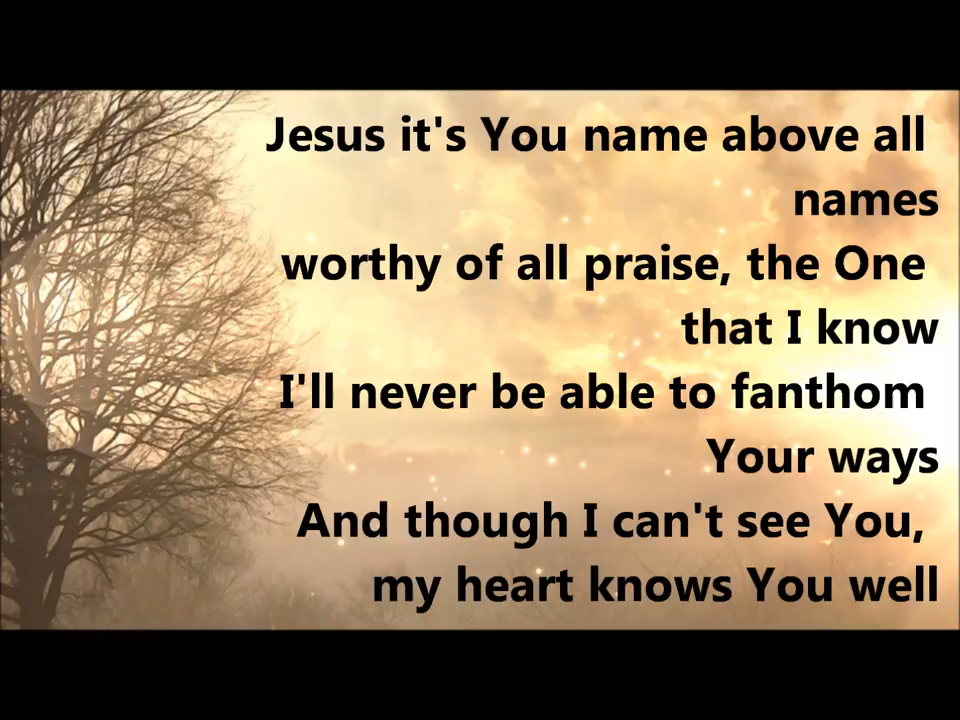 Jesus it's You name above all
names
worthy of all praise, the One
that I know
I'll never be able to fanthom
Your ways
And though I can't see You,
my heart knows You well